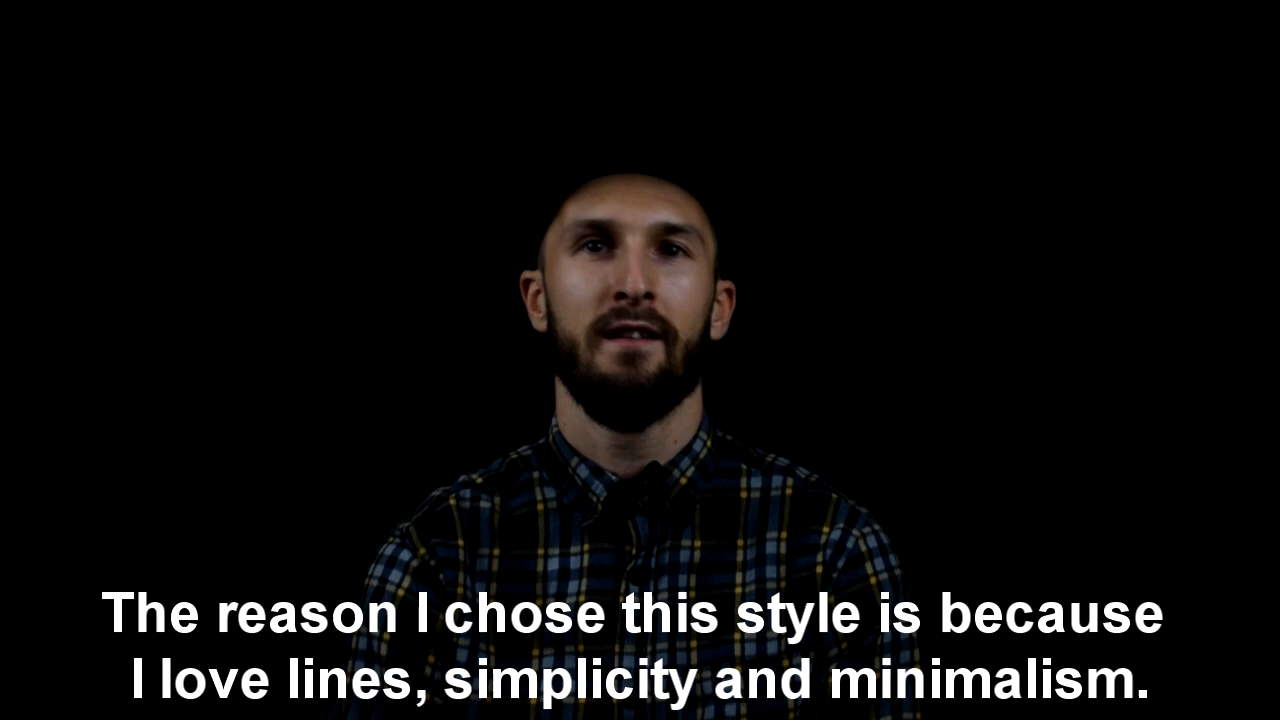 The reason I chose this style is because
I love lines, simplicity and minimalism.